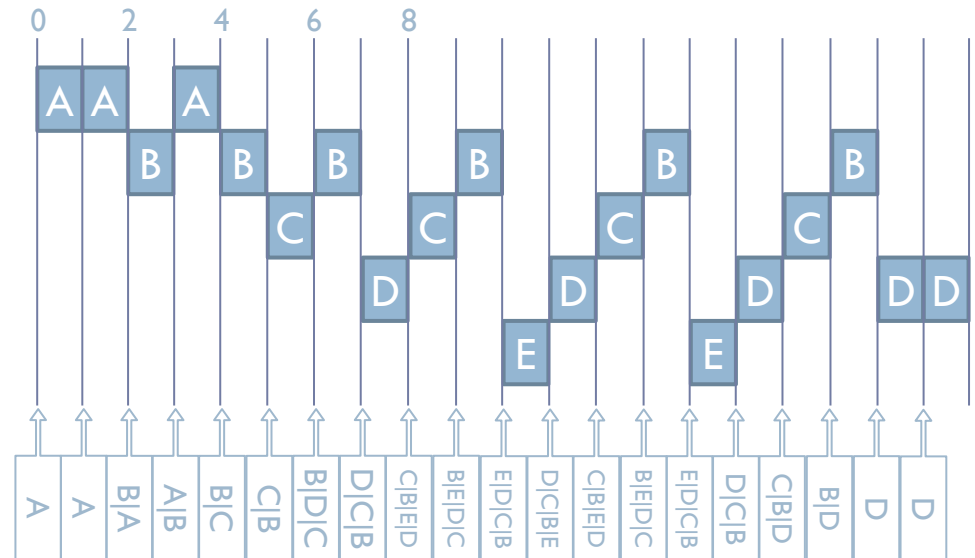 0 2 4 6 8
A A A
B B B B B B
C C C C
D D D D D
E E
A
A
B|A
A|B
B|C
C|B
B|D|C
D|C|B
C|B|E|D
B|E|D|C
E|D|C|B
D|C|B|E
C|B|E|D
B|E|D|C
E|D|C|B
D|C|B
C|B|D
B|D
D
D